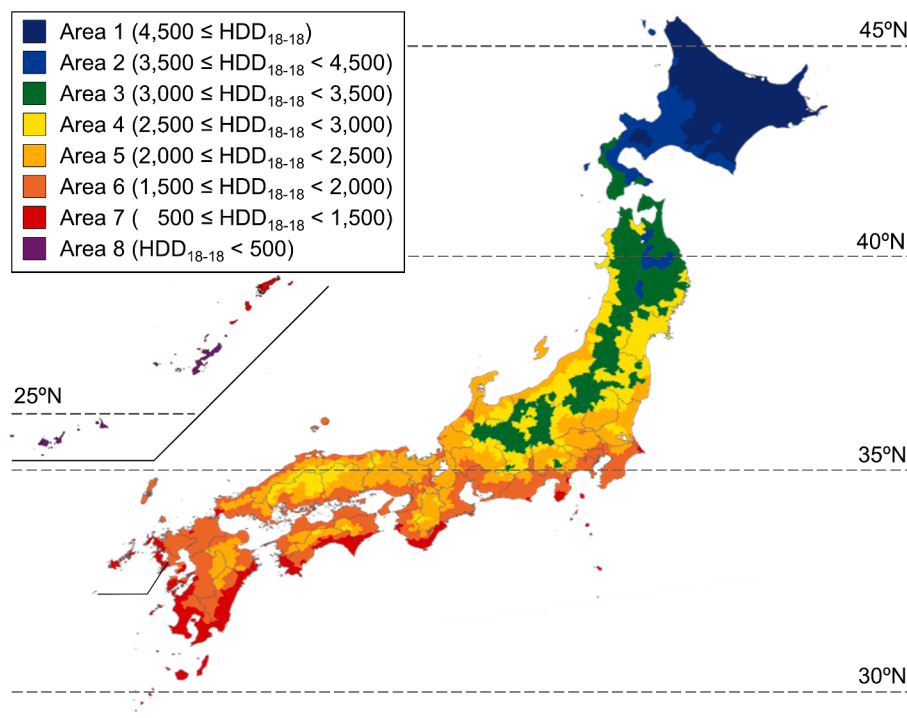 Area 1 (4,500 ≤ HDD18-18)
Area 2 (3,500 ≤ HDD18-18 < 4,500)
Area 3 (3,000 ≤ HDD18-18 < 3,500)
Area 4 (2,500 ≤ HDD18-18 < 3,000)
Area 5 (2,000 ≤ HDD18-18 < 2,500)
Area 6 (1,500 ≤ HDD18-18 < 2,000)
Area 7 (   500 ≤ HDD18-18 < 1,500)
Area 8 (HDD18-18 < 500)
45ºN
40ºN
25ºN
35ºN
30ºN